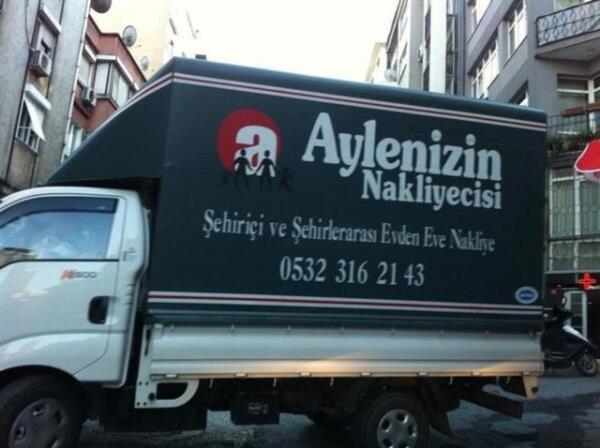 a
Aylenizin
Nakliyecisi
Şehiriçi ve Şehirlerarası Evden Eve Nakliye
0532 316 21 43